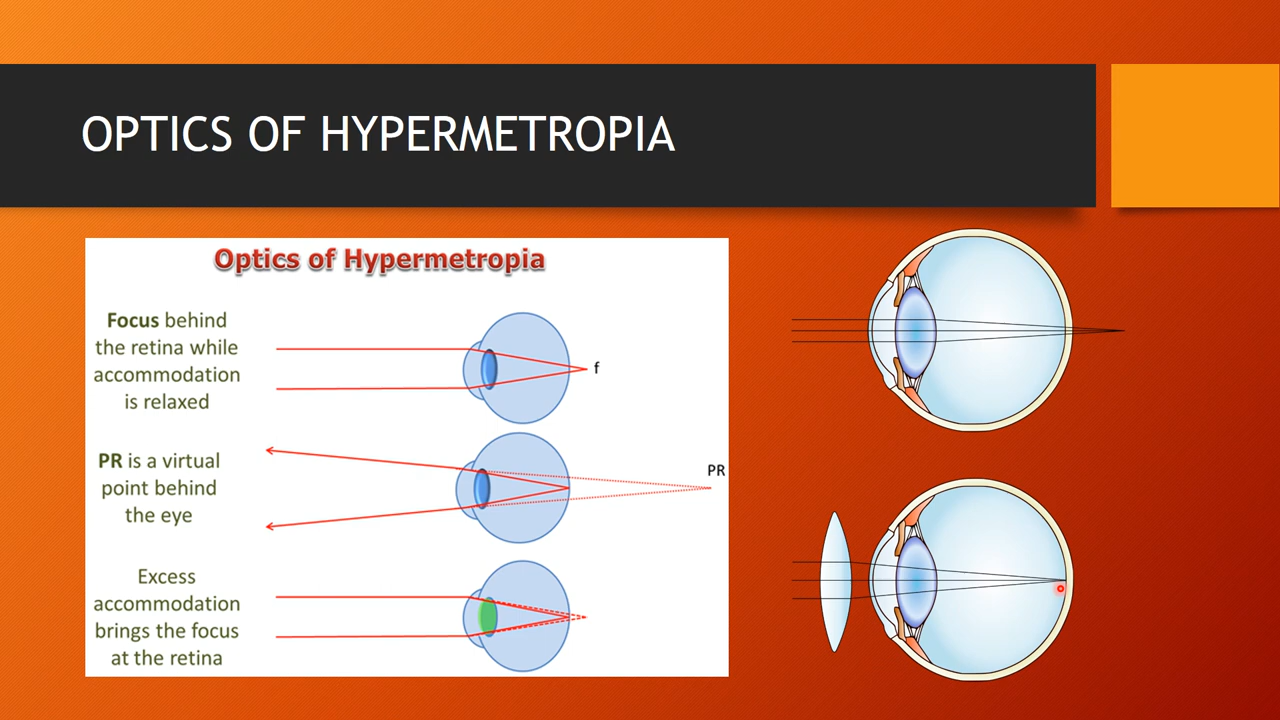 OPTICS OF HYPERMETROPIA
Optics of Hypermetropia
Focus behind
the retina while
accommodation
is relaxed
f
PR is a virtual
point behind
the eye
PR
Excess
accommodation
brings the focus
at the retina